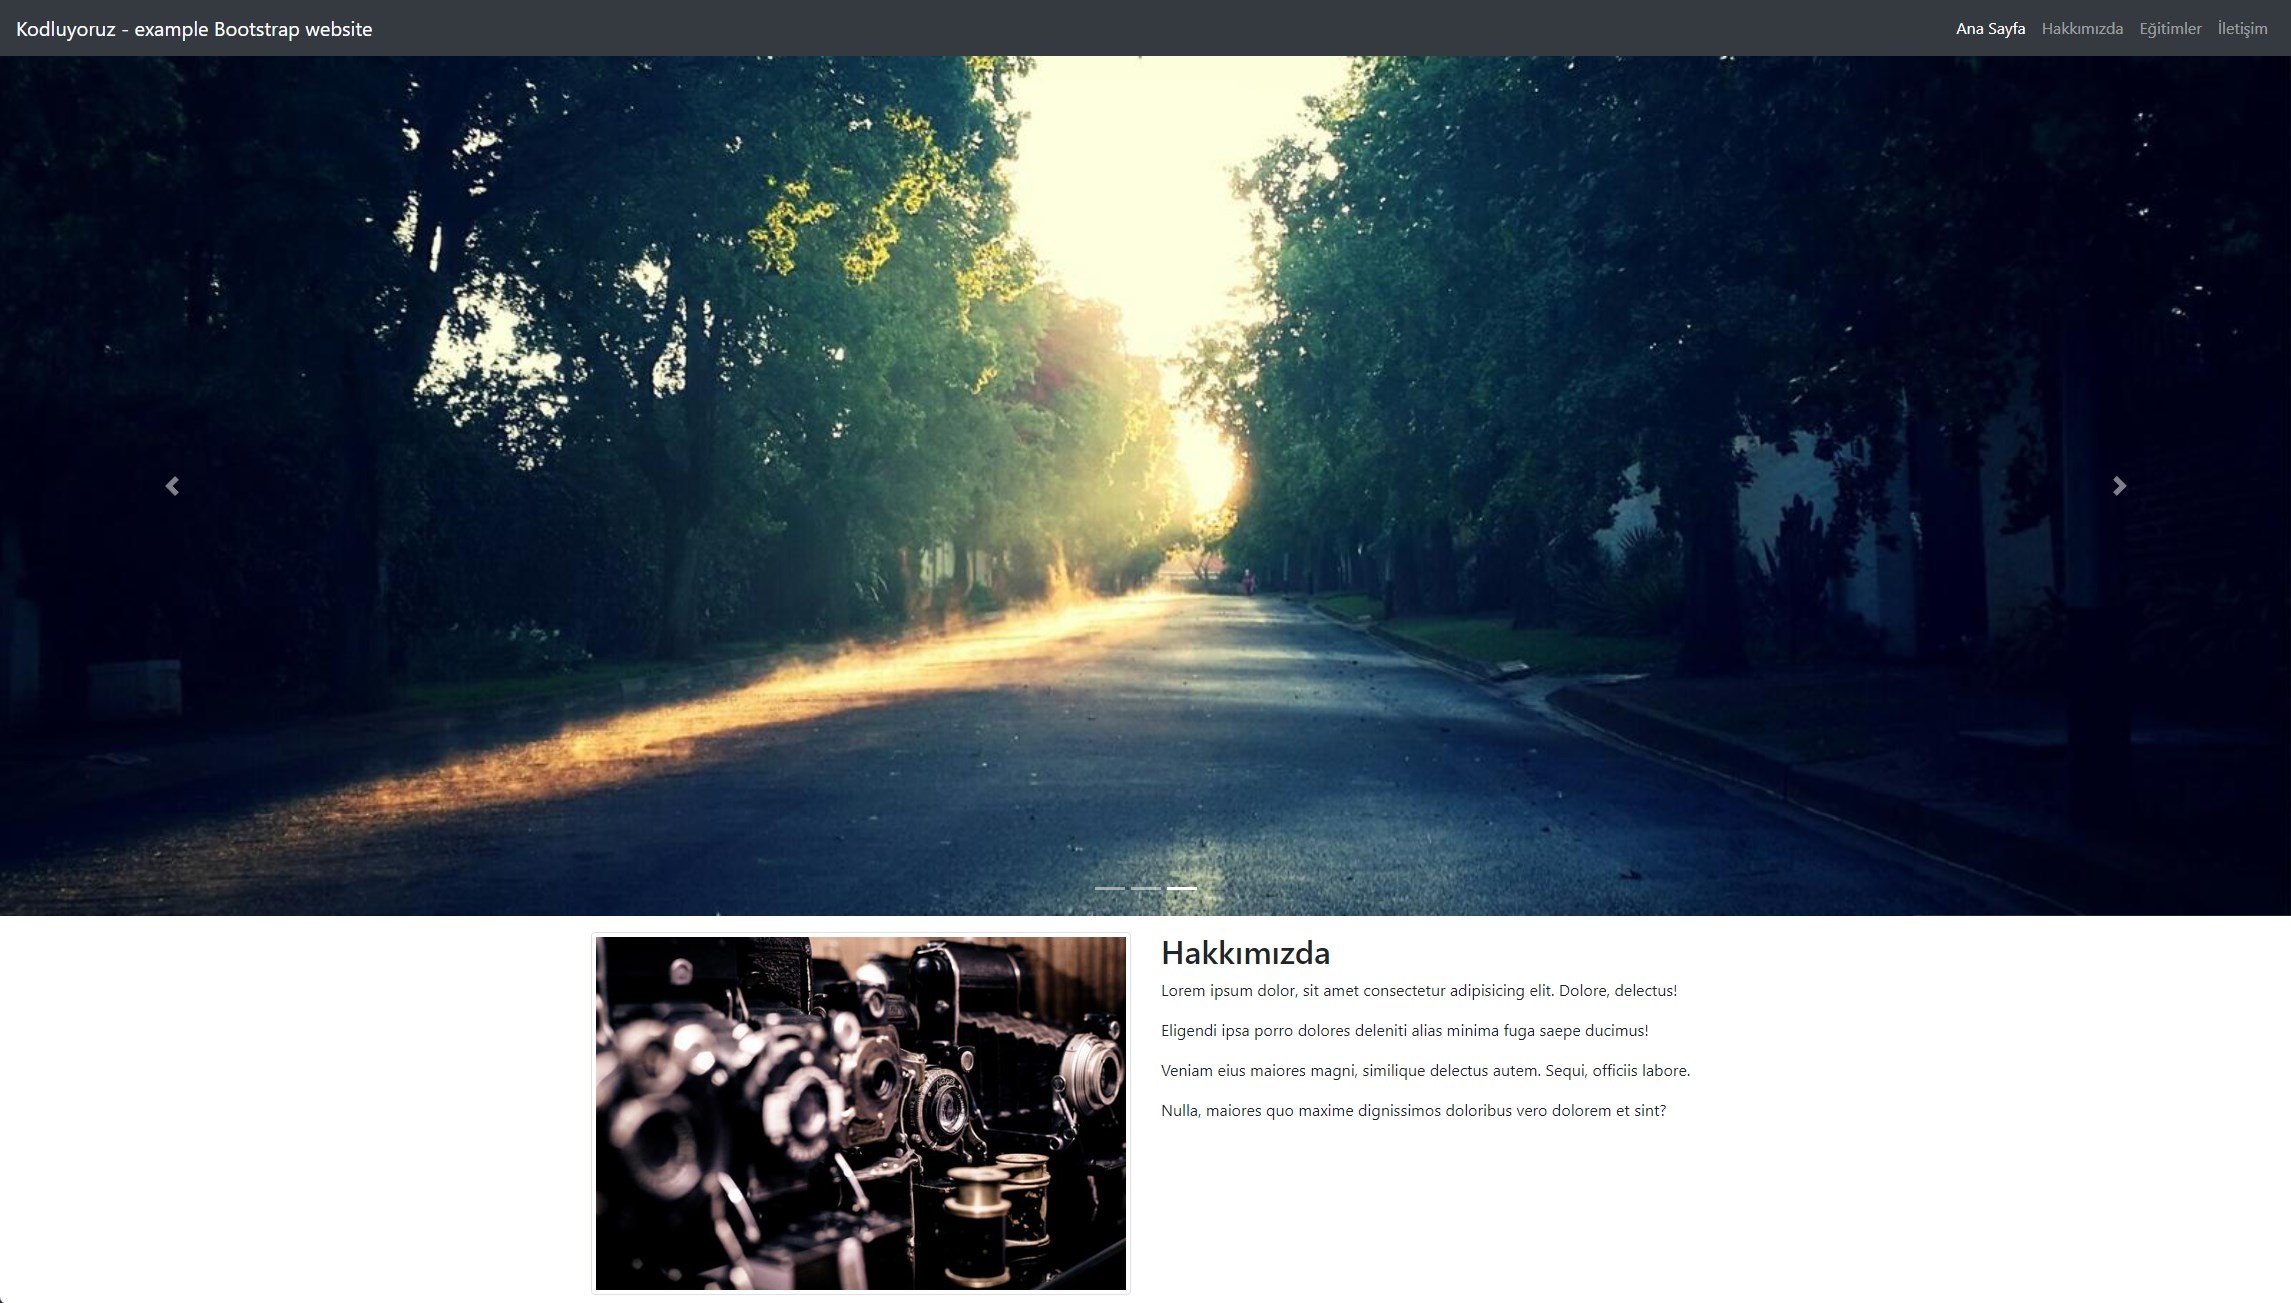 Kodluyoruz - example Bootstrap website
Ana Sayfa Hakkımızda Eğitimler İletişim
Hakkımızda
Lorem ipsum dolor, sit amet consectetur adipisicing elit. Dolore, delectus!
Eligendi ipsa porro dolores deleniti alias minima fuga saepe ducimus!
Veniam eius maiores magni, similique delectus autem. Sequi, officiis labore.
Nulla, maiores quo maxime dignissimos doloribus vero dolorem et sint?